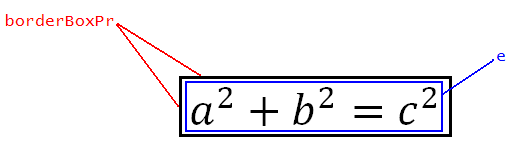 borderBoxPr
e
a² + b² = c²